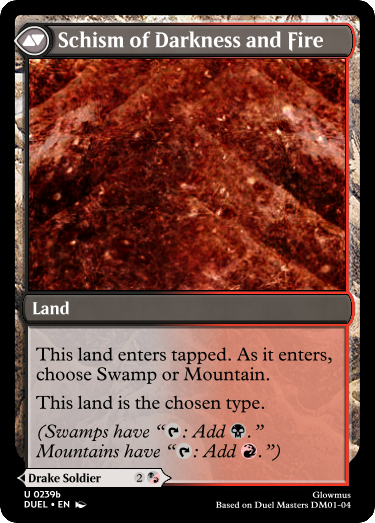 Schism of Darkness and Fire
Land
This land enters tapped. As it enters,
choose Swamp or Mountain.
This land is the chosen type.
(Swamps have “: Add .”
Mountains have “: Add .”)
Drake Soldier 2
U 0239b
DUEL • EN
Glowmus
Based on Duel Masters DM01-04